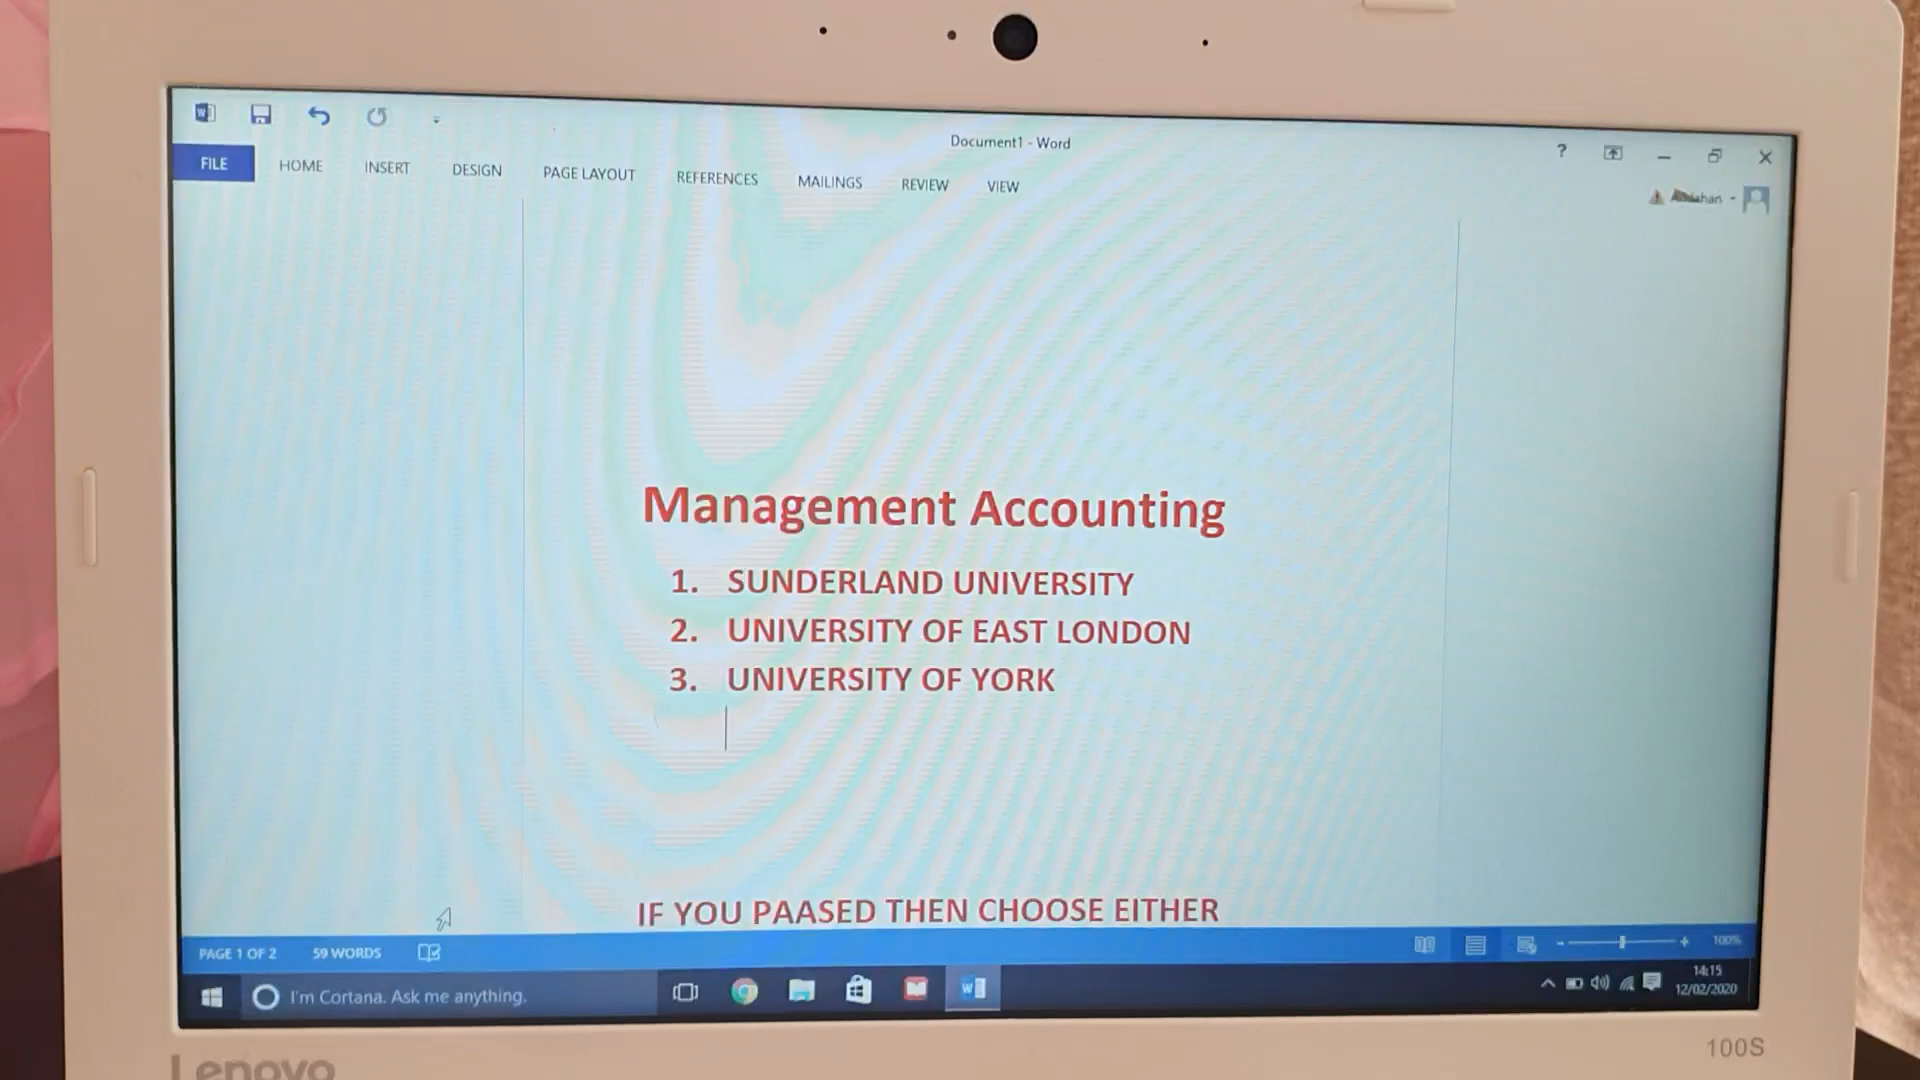 Document1 - Word
?
FILE HOME INSERT DESIGN PAGE LAYOUT REFERENCES MAILINGS REVIEW VIEW
Management Accounting
1. SUNDERLAND UNIVERSITY
2. UNIVERSITY OF EAST LONDON
3. UNIVERSITY OF YORK
IF YOU PAASED THEN CHOOSE EITHER
PAGE 1 OF 2 59 WORDS 100%
I'm Cortana. Ask me anything.
14:15
12/02/2020
Lenovo
100S